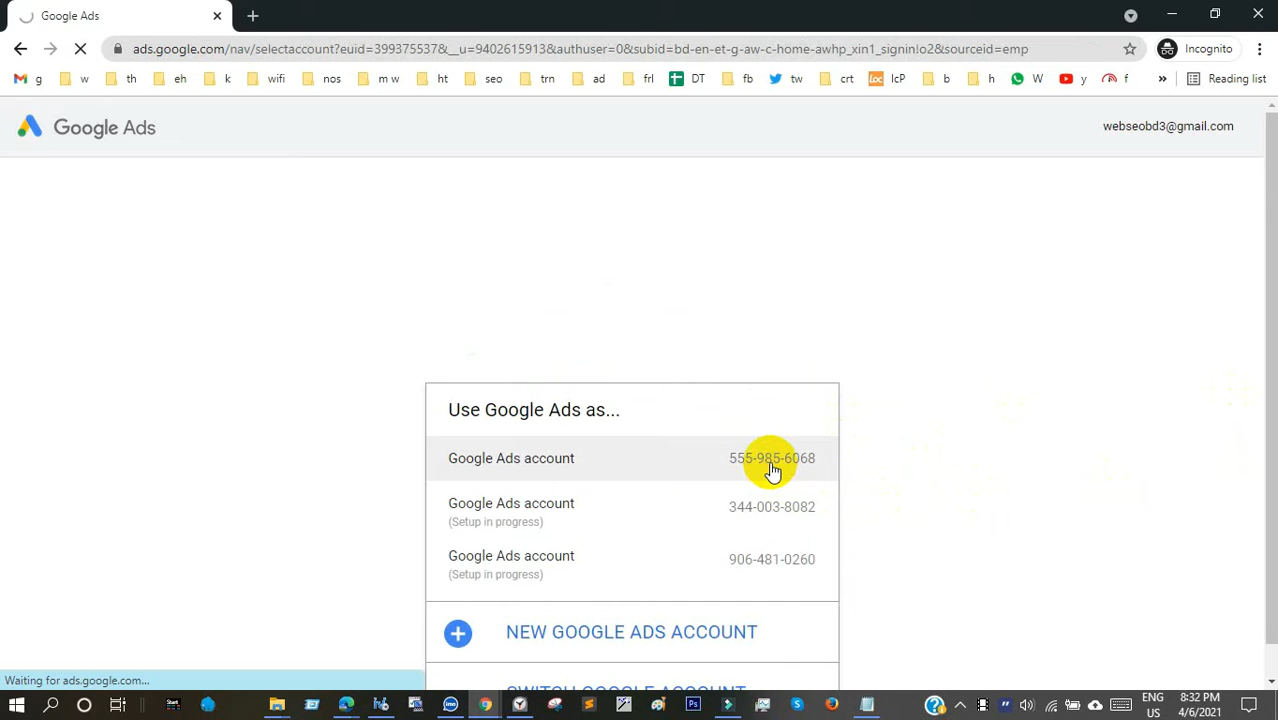 Google Ads
ads.google.com/nav/selectaccount?euid=399375537&__u=9402615913&authuser=0&subid=bd-en-et-g-aw-c-home-awhp_xin1_signin!o2&sourceid=emp
Incognito
g w th eh k wifi nos m w ht seo trn ad frl DT fb tw crt lcP b h W y f » Reading list
Google Ads
webseobd3@gmail.com
Use Google Ads as...
Google Ads account 555-985-6068
Google Ads account 344-003-8082
(Setup in progress)
Google Ads account 906-481-0260
(Setup in progress)
NEW GOOGLE ADS ACCOUNT
SWITCH GOOGLE ACCOUNT
Waiting for ads.google.com...
ENG 8:32 PM
US 4/6/2021